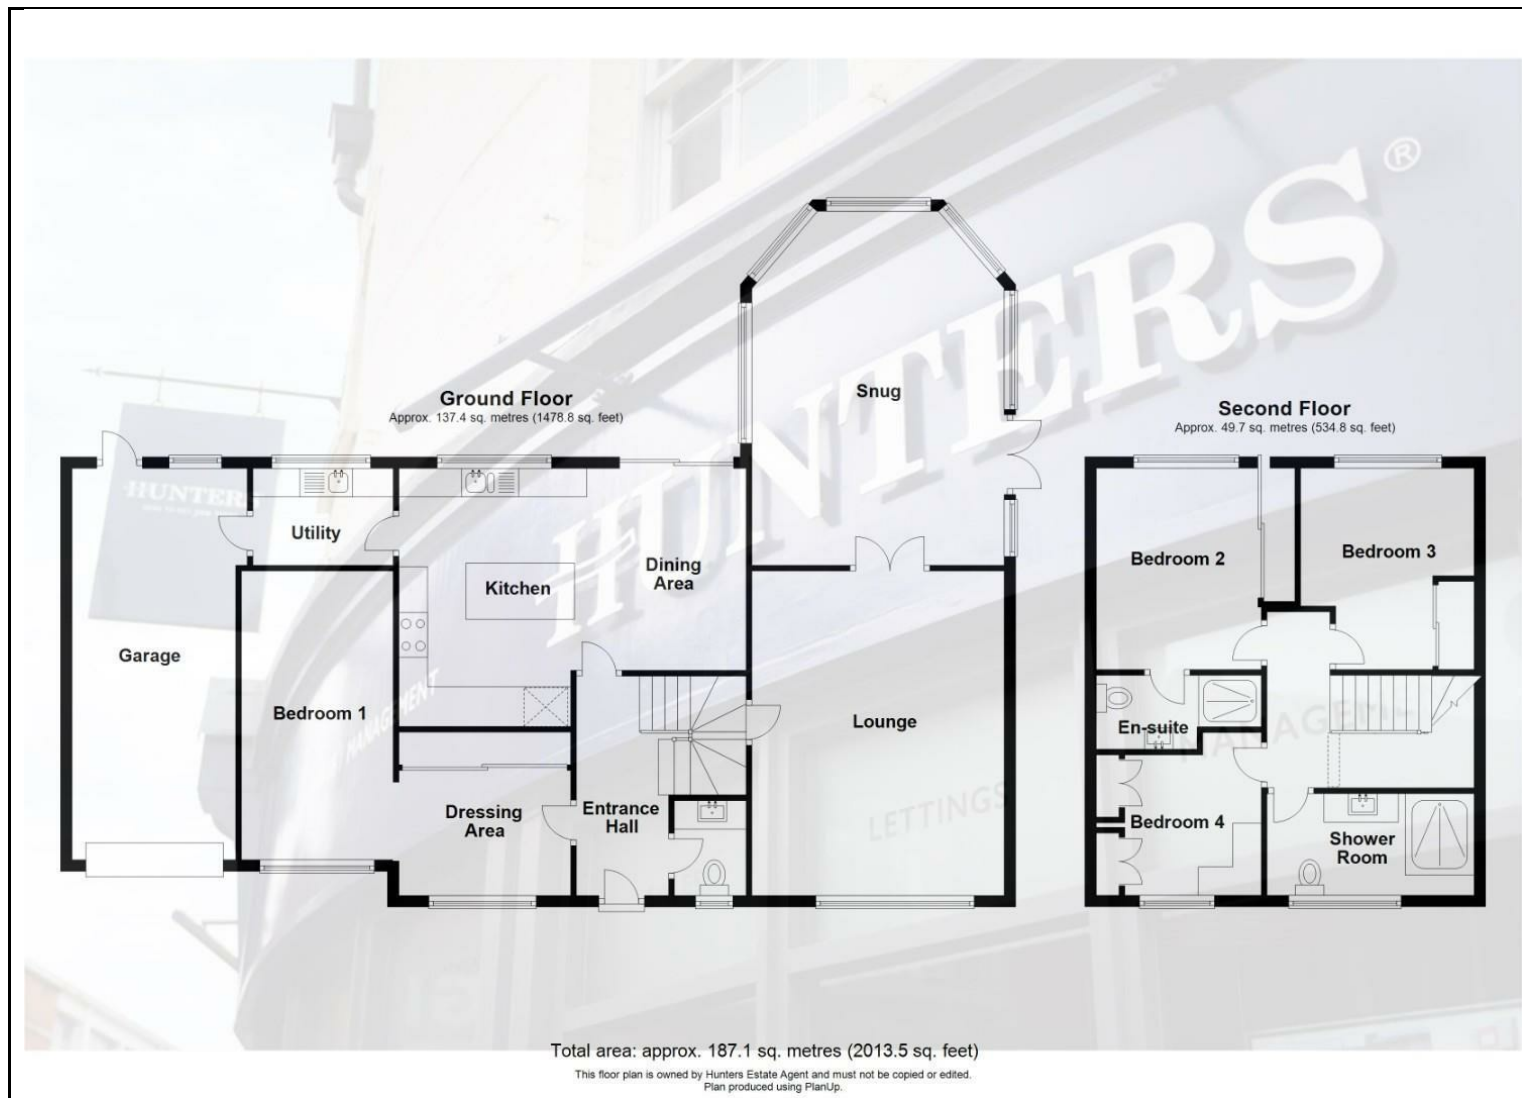 HUNTERS®
HUNTERS
MANAGEMENT
MANAGEM
LETTINGS
Ground Floor
Approx. 137.4 sq. metres (1478.8 sq. feet)
Second Floor
Approx. 49.7 sq. metres (534.8 sq. feet)
Snug
Utility
Kitchen
Dining
Area
Garage
Bedroom 1
Lounge
Dressing
Area
Entrance
Hall
Bedroom 2
Bedroom 3
En-suite
Bedroom 4
Shower
Room
Total area: approx. 187.1 sq. metres (2013.5 sq. feet)
This floor plan is owned by Hunters Estate Agent and must not be copied or edited.
Plan produced using PlanUp.